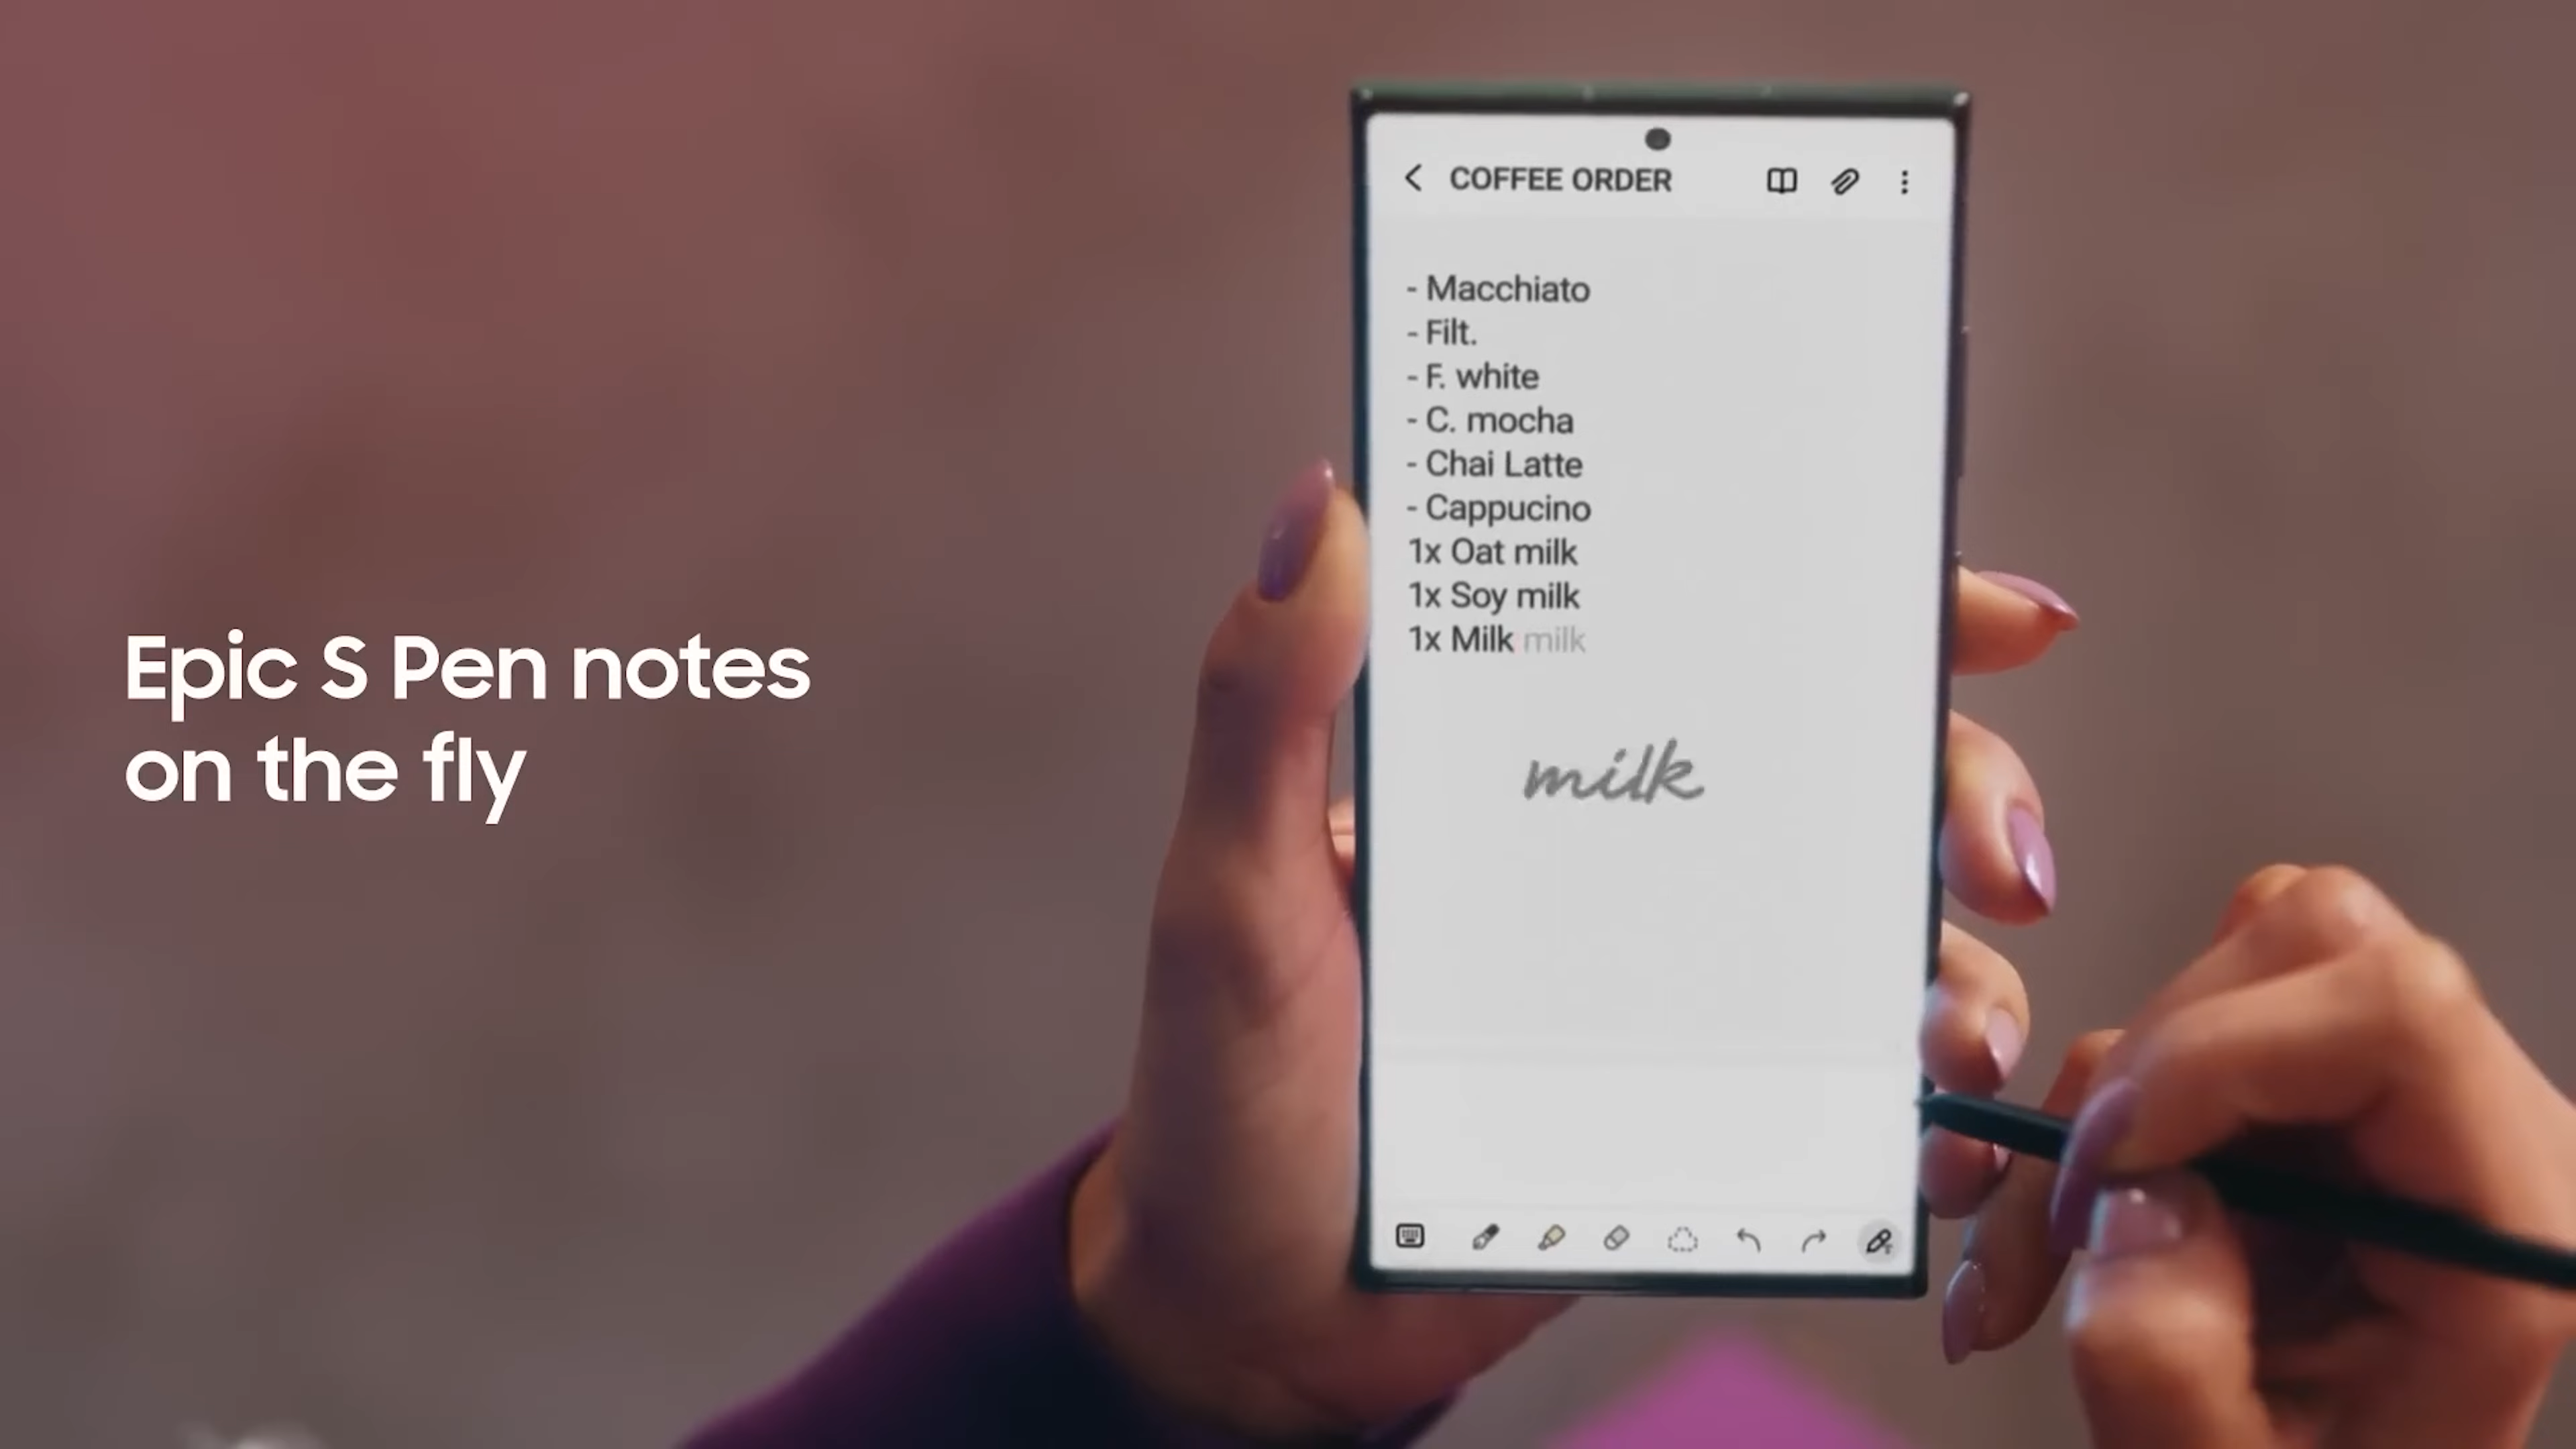 Epic S Pen notes
on the fly
COFFEE ORDER
- Macchiato
- Filt.
- F. white
- C. mocha
- Chai Latte
- Cappucino
1x Oat milk
1x Soy milk
1x Milk milk
milk